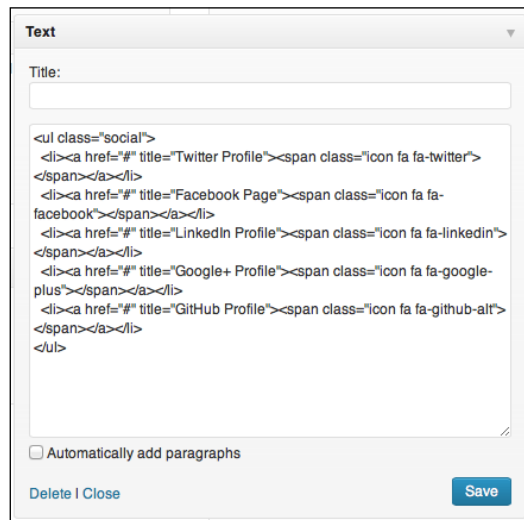 Text
Title:
<ul class="social">
  <li><a href="#" title="Twitter Profile"><span class="icon fa fa-twitter">
</span></a></li>
  <li><a href="#" title="Facebook Page"><span class="icon fa fa-
facebook"></span></a></li>
  <li><a href="#" title="LinkedIn Profile"><span class="icon fa fa-linkedin">
</span></a></li>
  <li><a href="#" title="Google+ Profile"><span class="icon fa fa-google-
plus"></span></a></li>
  <li><a href="#" title="GitHub Profile"><span class="icon fa fa-github-alt">
</span></a></li>
</ul>
Automatically add paragraphs
Delete | Close Save